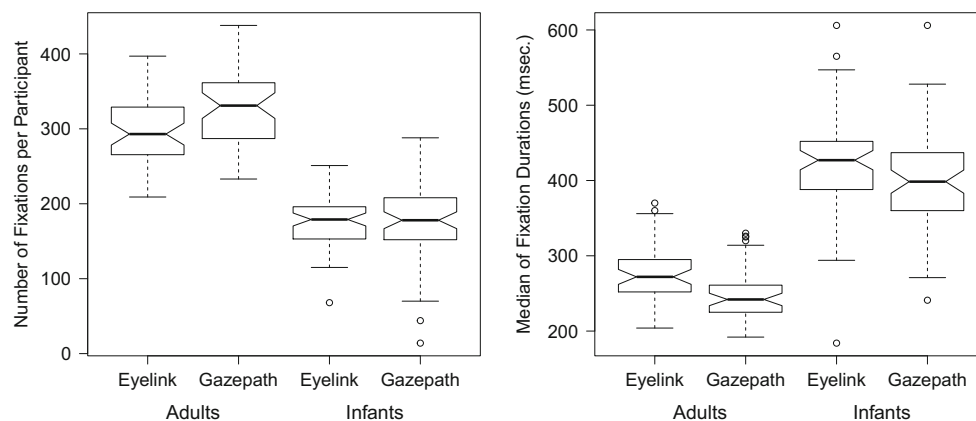 Number of Fixations per Participant
400
300
200
100
0
Eyelink Gazepath Eyelink Gazepath
Adults Infants
Median of Fixation Durations (msec.)
600
500
400
300
200
Eyelink Gazepath Eyelink Gazepath
Adults Infants